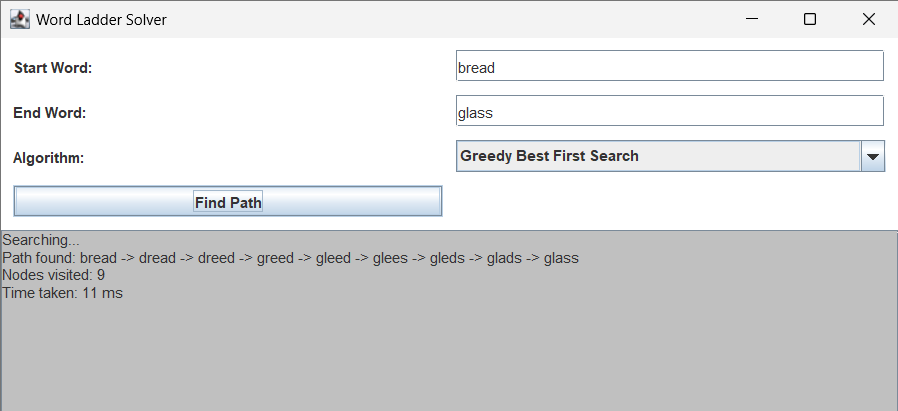 Word Ladder Solver
Start Word: bread
End Word: glass
Algorithm: Greedy Best First Search
Find Path
Searching...
Path found: bread -> dread -> dreed -> greed -> gleed -> glees -> gleds -> glads -> glass
Nodes visited: 9
Time taken: 11 ms